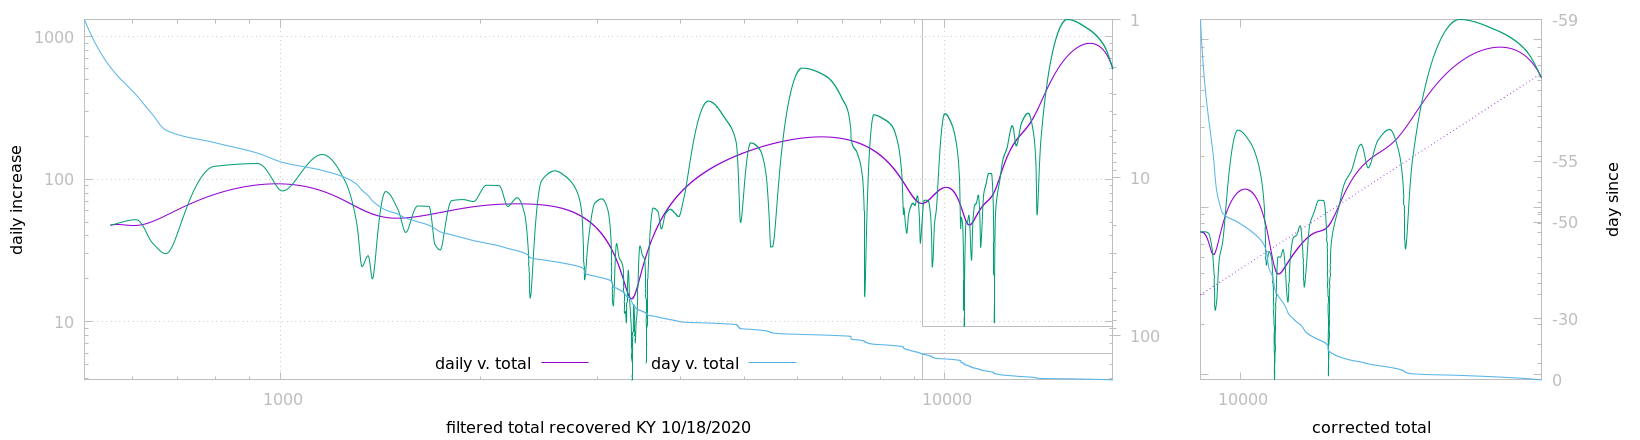 1
-59
1000
daily increase
100
10
-55
10
-50
day since
-30
100
daily v. total
day v. total
0
1000
10000
10000
filtered total recovered KY 10/18/2020
corrected total